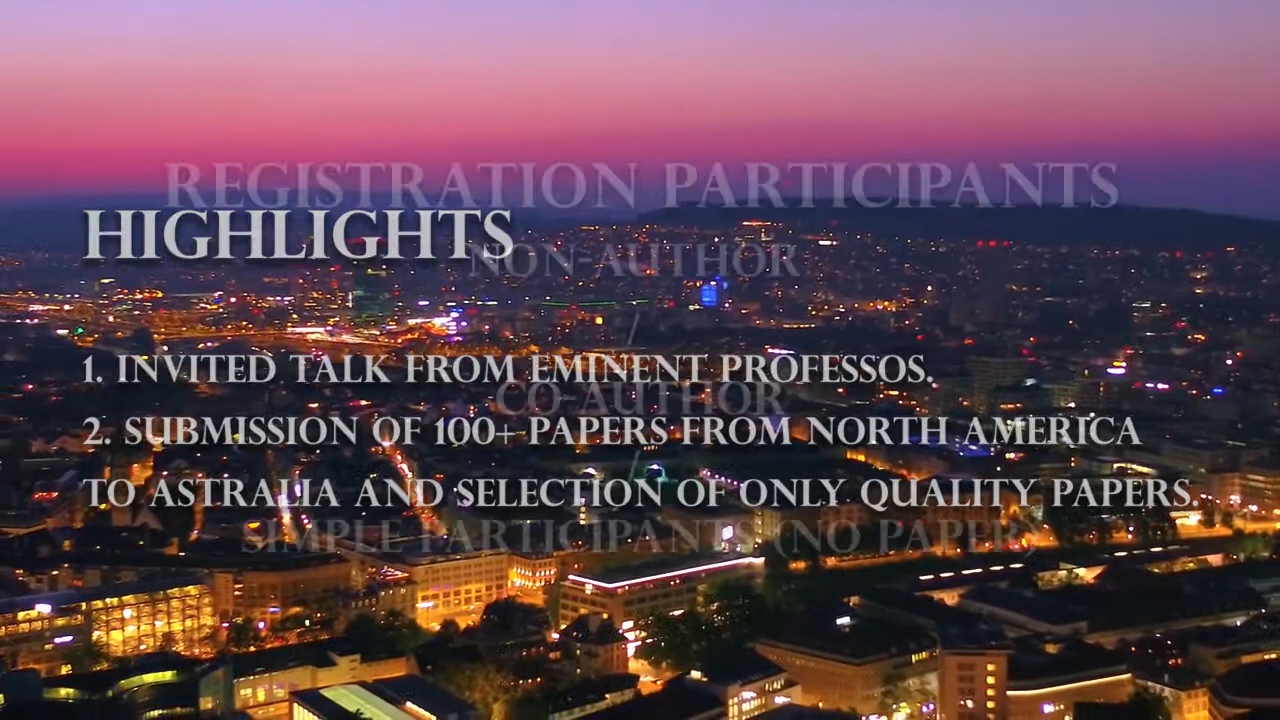 REGISTRATION PARTICIPANTS
HIGHLIGHTS
NON-AUTHOR
1. INVITED TALK FROM EMINENT PROFESSOS.
CO-AUTHOR
2. SUBMISSION OF 100+ PAPERS FROM NORTH AMERICA
TO ASTRALIA AND SELECTION OF ONLY QUALITY PAPERS.
SIMPLE PARTICIPANTS (NO PAPER)